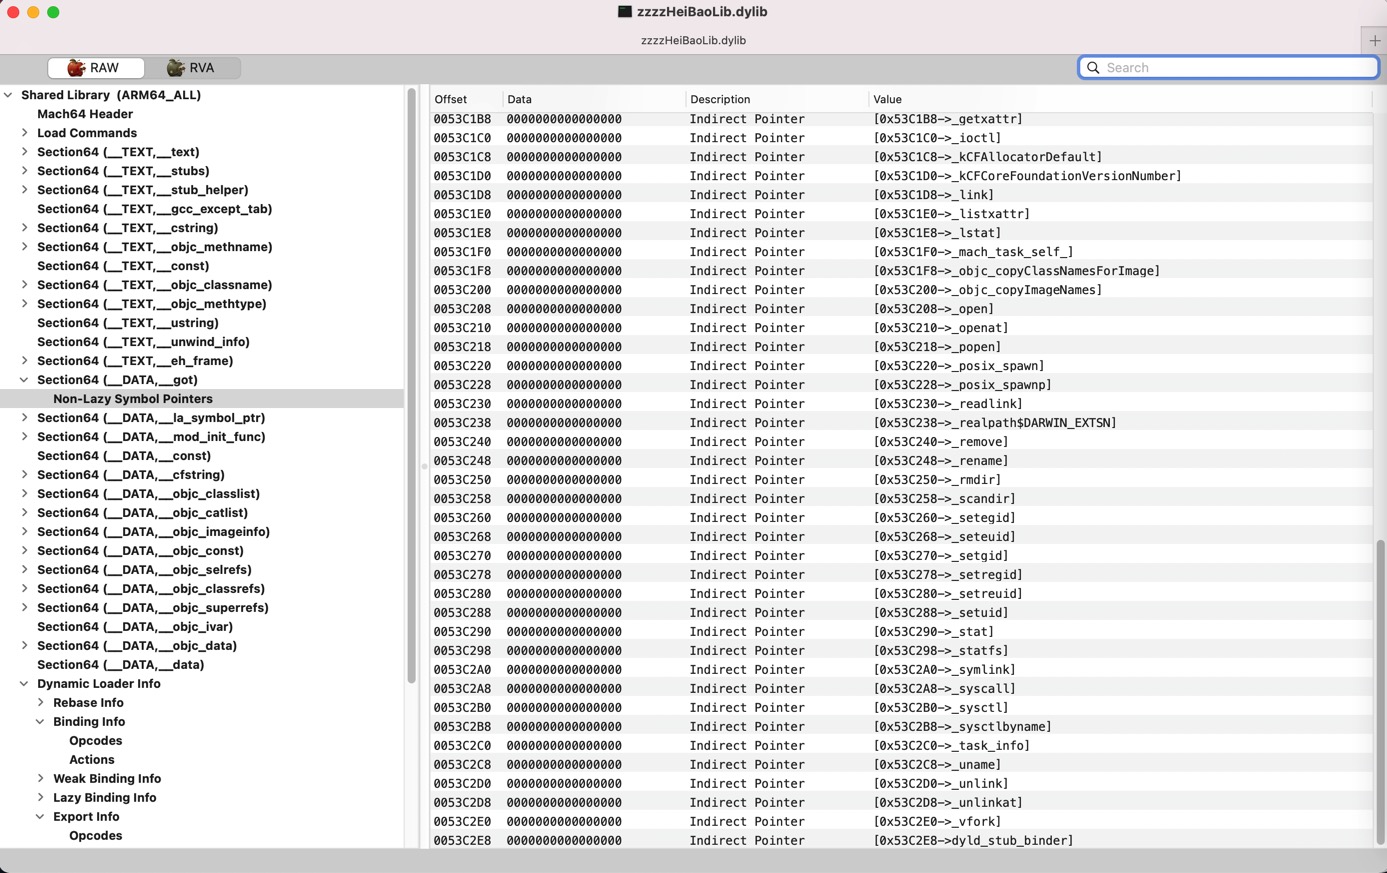 zzzzHeiBaoLib.dylib
zzzzHeiBaoLib.dylib
RAW
RVA
Search
Shared Library (ARM64_ALL)
Mach64 Header
Load Commands
Section64 (__TEXT,__text)
Section64 (__TEXT,__stubs)
Section64 (__TEXT,__stub_helper)
Section64 (__TEXT,__gcc_except_tab)
Section64 (__TEXT,__cstring)
Section64 (__TEXT,__objc_methname)
Section64 (__TEXT,__const)
Section64 (__TEXT,__objc_classname)
Section64 (__TEXT,__objc_methtype)
Section64 (__TEXT,__ustring)
Section64 (__TEXT,__unwind_info)
Section64 (__TEXT,__eh_frame)
Section64 (__DATA,__got)
Non-Lazy Symbol Pointers
Section64 (__DATA,__la_symbol_ptr)
Section64 (__DATA,__mod_init_func)
Section64 (__DATA,__const)
Section64 (__DATA,__cfstring)
Section64 (__DATA,__objc_classlist)
Section64 (__DATA,__objc_catlist)
Section64 (__DATA,__objc_imageinfo)
Section64 (__DATA,__objc_const)
Section64 (__DATA,__objc_selrefs)
Section64 (__DATA,__objc_classrefs)
Section64 (__DATA,__objc_superrefs)
Section64 (__DATA,__objc_ivar)
Section64 (__DATA,__objc_data)
Section64 (__DATA,__data)
Dynamic Loader Info
Rebase Info
Binding Info
Opcodes
Actions
Weak Binding Info
Lazy Binding Info
Export Info
Opcodes
Offset Data Description Value
0053C1B8 0000000000000000 Indirect Pointer [0x53C1B8->_getxattr]
0053C1C0 0000000000000000 Indirect Pointer [0x53C1C0->_ioctl]
0053C1C8 0000000000000000 Indirect Pointer [0x53C1C8->_kCFAllocatorDefault]
0053C1D0 0000000000000000 Indirect Pointer [0x53C1D0->_kCFCoreFoundationVersionNumber]
0053C1D8 0000000000000000 Indirect Pointer [0x53C1D8->_link]
0053C1E0 0000000000000000 Indirect Pointer [0x53C1E0->_listxattr]
0053C1E8 0000000000000000 Indirect Pointer [0x53C1E8->_lstat]
0053C1F0 0000000000000000 Indirect Pointer [0x53C1F0->_mach_task_self_]
0053C1F8 0000000000000000 Indirect Pointer [0x53C1F8->_objc_copyClassNamesForImage]
0053C200 0000000000000000 Indirect Pointer [0x53C200->_objc_copyImageNames]
0053C208 0000000000000000 Indirect Pointer [0x53C208->_open]
0053C210 0000000000000000 Indirect Pointer [0x53C210->_openat]
0053C218 0000000000000000 Indirect Pointer [0x53C218->_popen]
0053C220 0000000000000000 Indirect Pointer [0x53C220->_posix_spawn]
0053C228 0000000000000000 Indirect Pointer [0x53C228->_posix_spawnp]
0053C230 0000000000000000 Indirect Pointer [0x53C230->_readlink]
0053C238 0000000000000000 Indirect Pointer [0x53C238->_realpath$DARWIN_EXTSN]
0053C240 0000000000000000 Indirect Pointer [0x53C240->_remove]
0053C248 0000000000000000 Indirect Pointer [0x53C248->_rename]
0053C250 0000000000000000 Indirect Pointer [0x53C250->_rmdir]
0053C258 0000000000000000 Indirect Pointer [0x53C258->_scandir]
0053C260 0000000000000000 Indirect Pointer [0x53C260->_setegid]
0053C268 0000000000000000 Indirect Pointer [0x53C268->_seteuid]
0053C270 0000000000000000 Indirect Pointer [0x53C270->_setgid]
0053C278 0000000000000000 Indirect Pointer [0x53C278->_setregid]
0053C280 0000000000000000 Indirect Pointer [0x53C280->_setreuid]
0053C288 0000000000000000 Indirect Pointer [0x53C288->_setuid]
0053C290 0000000000000000 Indirect Pointer [0x53C290->_stat]
0053C298 0000000000000000 Indirect Pointer [0x53C298->_statfs]
0053C2A0 0000000000000000 Indirect Pointer [0x53C2A0->_symlink]
0053C2A8 0000000000000000 Indirect Pointer [0x53C2A8->_syscall]
0053C2B0 0000000000000000 Indirect Pointer [0x53C2B0->_sysctl]
0053C2B8 0000000000000000 Indirect Pointer [0x53C2B8->_sysctlbyname]
0053C2C0 0000000000000000 Indirect Pointer [0x53C2C0->_task_info]
0053C2C8 0000000000000000 Indirect Pointer [0x53C2C8->_uname]
0053C2D0 0000000000000000 Indirect Pointer [0x53C2D0->_unlink]
0053C2D8 0000000000000000 Indirect Pointer [0x53C2D8->_unlinkat]
0053C2E0 0000000000000000 Indirect Pointer [0x53C2E0->_vfork]
0053C2E8 0000000000000000 Indirect Pointer [0x53C2E8->dyld_stub_binder]